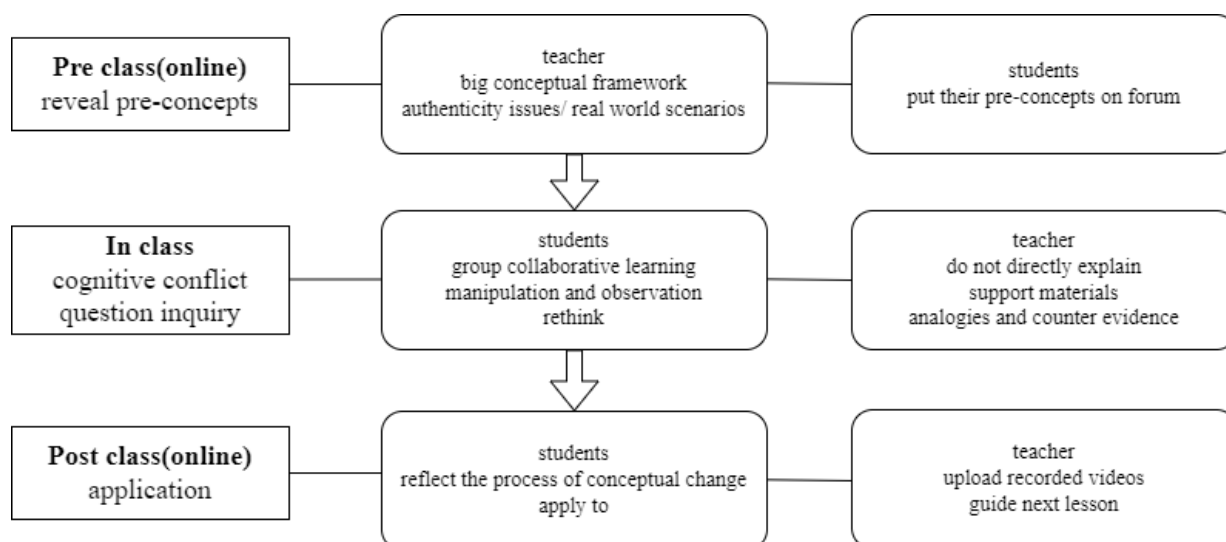 Pre class(online)
reveal pre-concepts
teacher
big conceptual framework
authenticity issues/ real world scenarios
students
put their pre-concepts on forum
In class
cognitive conflict
question inquiry
students
group collaborative learning
manipulation and observation
rethink
teacher
do not directly explain
support materials
analogies and counter evidence
Post class(online)
application
students
reflect the process of conceptual change
apply to
teacher
upload recorded videos
guide next lesson